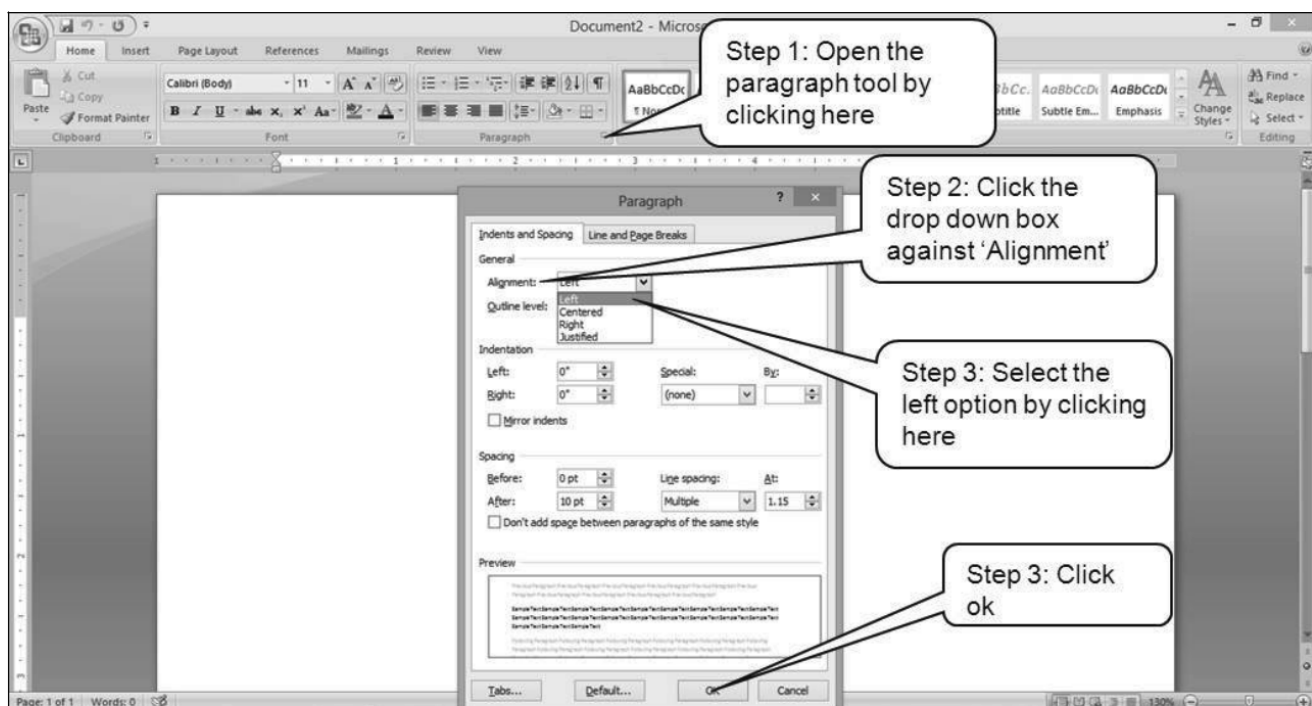 Document2 - Micros
Home Insert Page Layout References Mailings Review View
Cut
Copy
Paste
Format Painter
Clipboard
Calibri (Body) 11
Font
Paragraph
AaBbCcDc
AaBbCcDc AaBbCcDc
Subtle Em... Emphasis
Change
Styles
Find
Replace
Select
Editing
Step 1: Open the
paragraph tool by
clicking here
Step 2: Click the
drop down box
against ‘Alignment’
Step 3: Select the
left option by clicking
here
Step 3: Click
ok
Paragraph ? ×
Indents and Spacing Line and Page Breaks
General
Alignment: Left
Outline level:
Left
Centered
Right
Justified
Indentation
Left: 0" Special: By:
Right: 0" (none)
Mirror indents
Spacing
Before: 0 pt Line spacing: At:
After: 10 pt Multiple 1.15
Don't add space between paragraphs of the same style
Preview
Tabs... Default... OK Cancel
Page: 1 of 1 Words: 0 130%